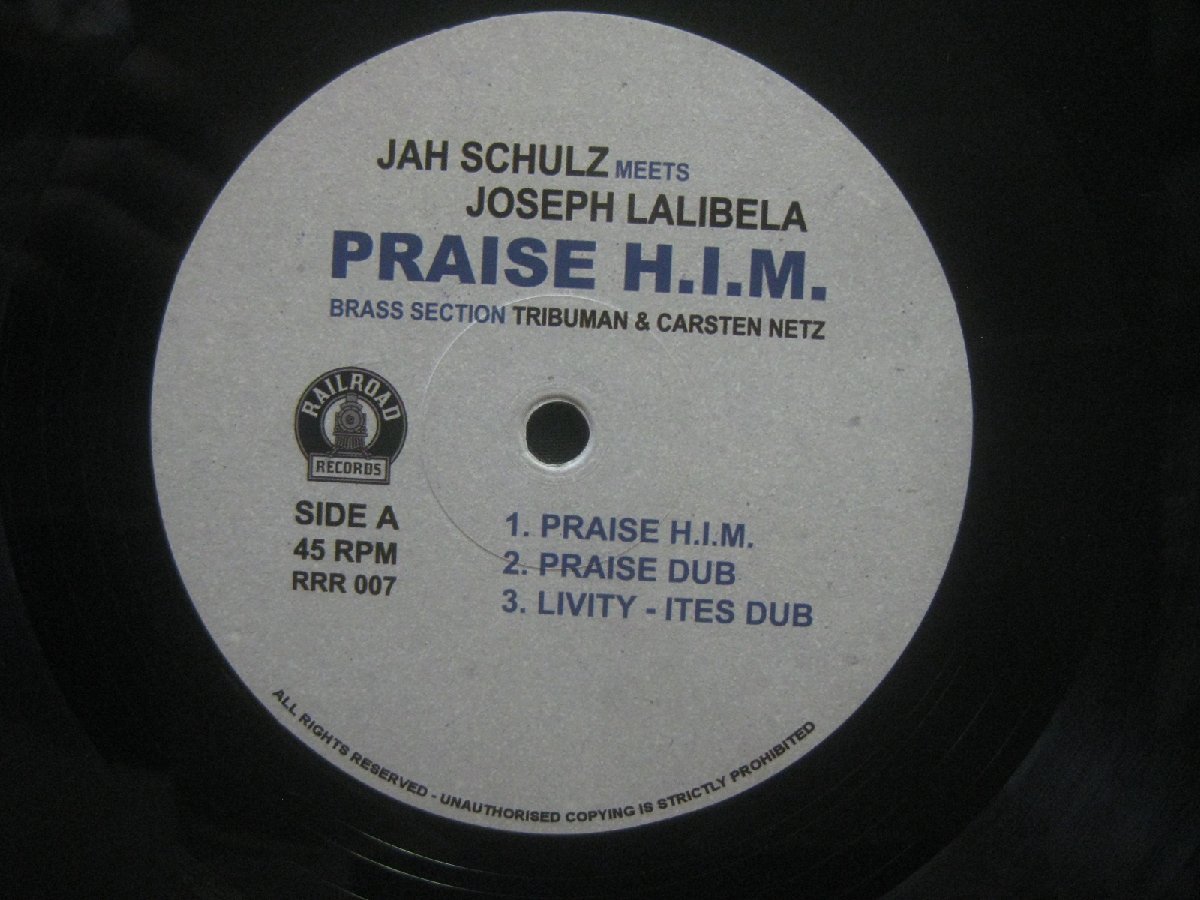 JAH SCHULZ MEETS
JOSEPH LALIBELA
PRAISE H.I.M.
BRASS SECTION TRIBUMAN & CARSTEN NETZ
RAILROAD
RECORDS
SIDE A
45 RPM
RRR 007
1. PRAISE H.I.M.
2. PRAISE DUB
3. LIVITY - ITES DUB
ALL RIGHTS RESERVED - UNAUTHORISED COPYING IS STRICTLY PROHIBITED